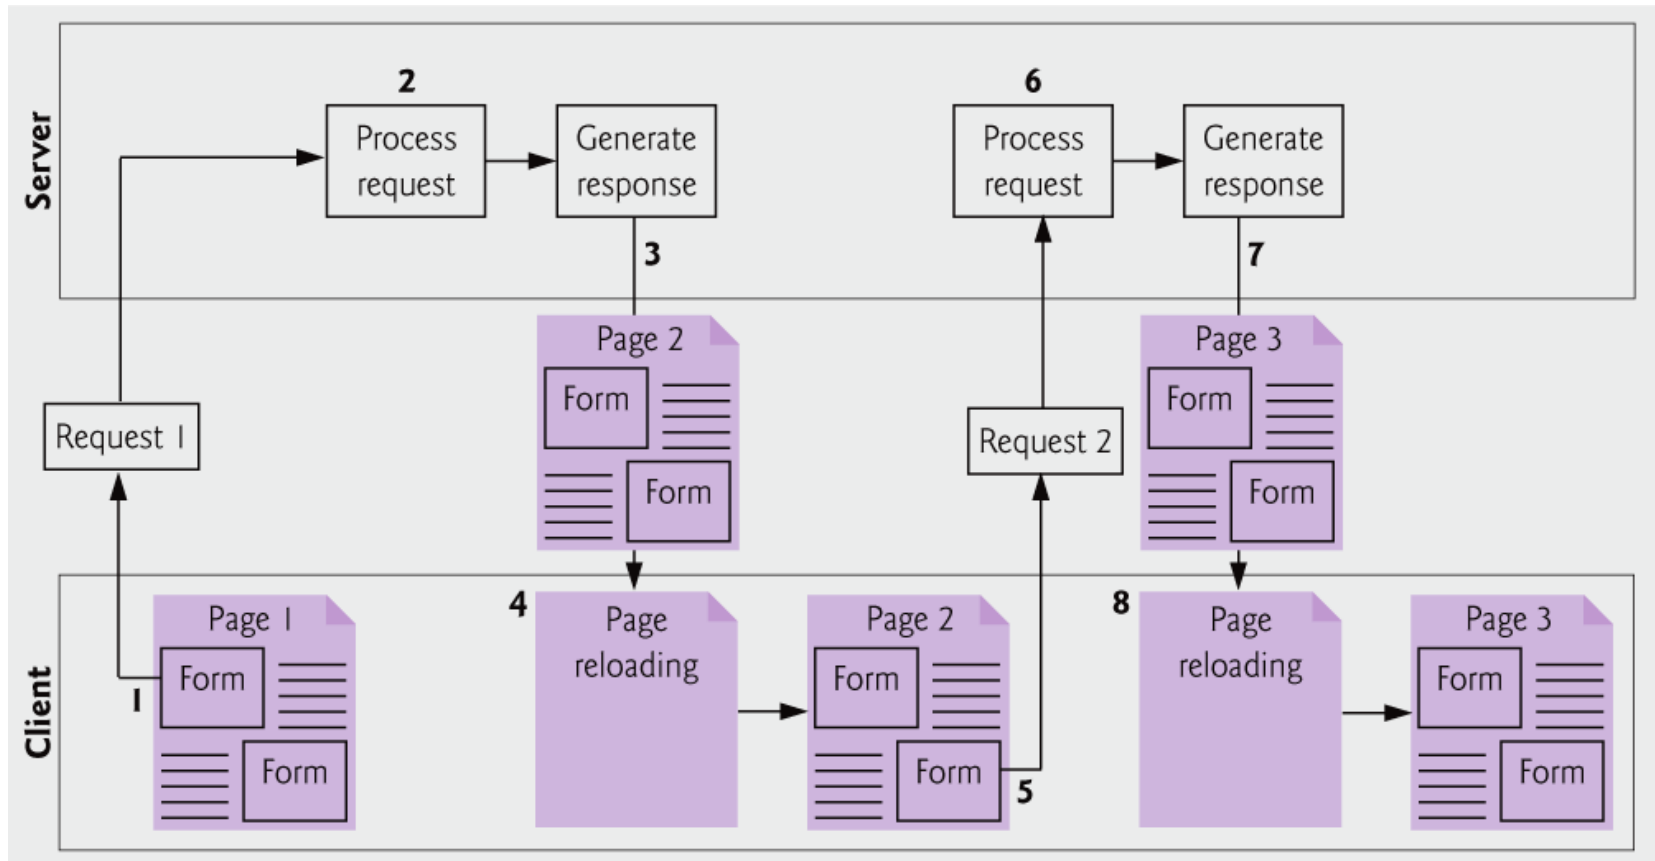 Server
2
Process
request
Generate
response
3
6
Process
request
Generate
response
7
Request 1
Page 2
Form
Form
Request 2
Page 3
Form
Form
Client
1
Page 1
Form
Form
4
Page
reloading
Page 2
Form
Form
5
8
Page
reloading
Page 3
Form
Form